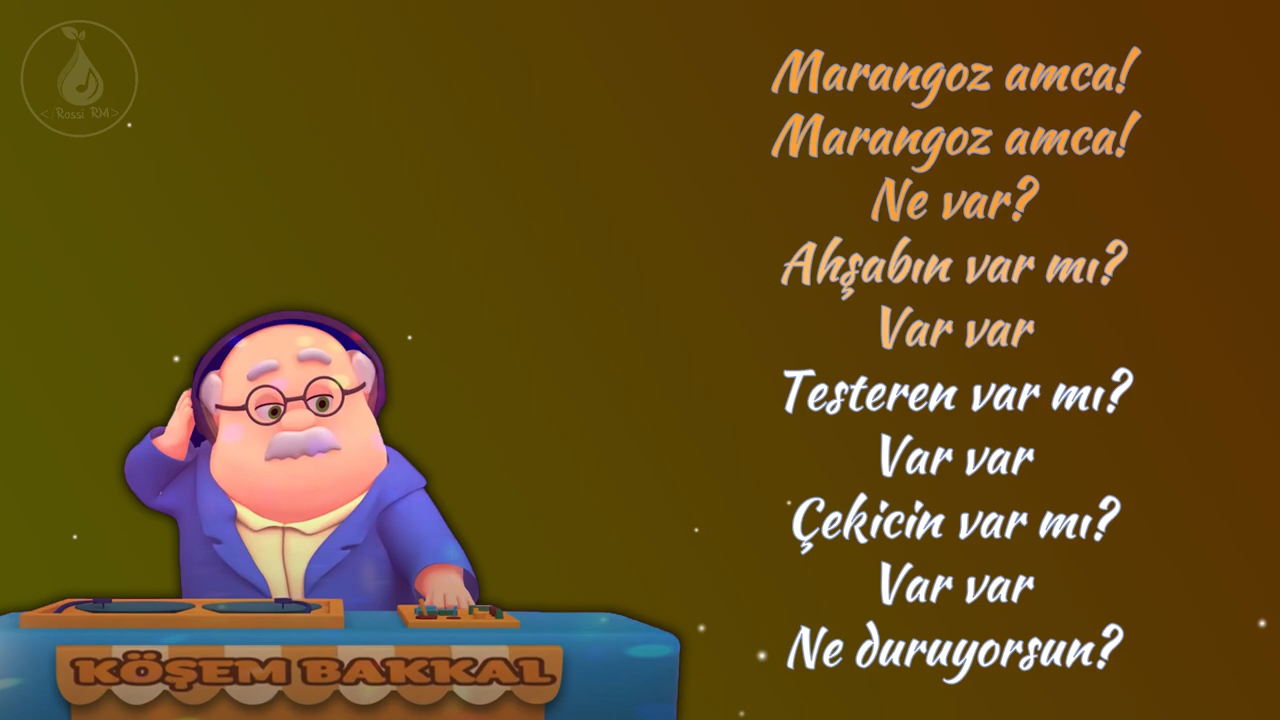 </Rossi RM>
Marangoz amca!
Marangoz amca!
Ne var?
Ahşabın var mı?
Var var
Testeren var mı?
Var var
Çekicin var mı?
Var var
Ne duruyorsun?
KÖŞEM BAKKAL